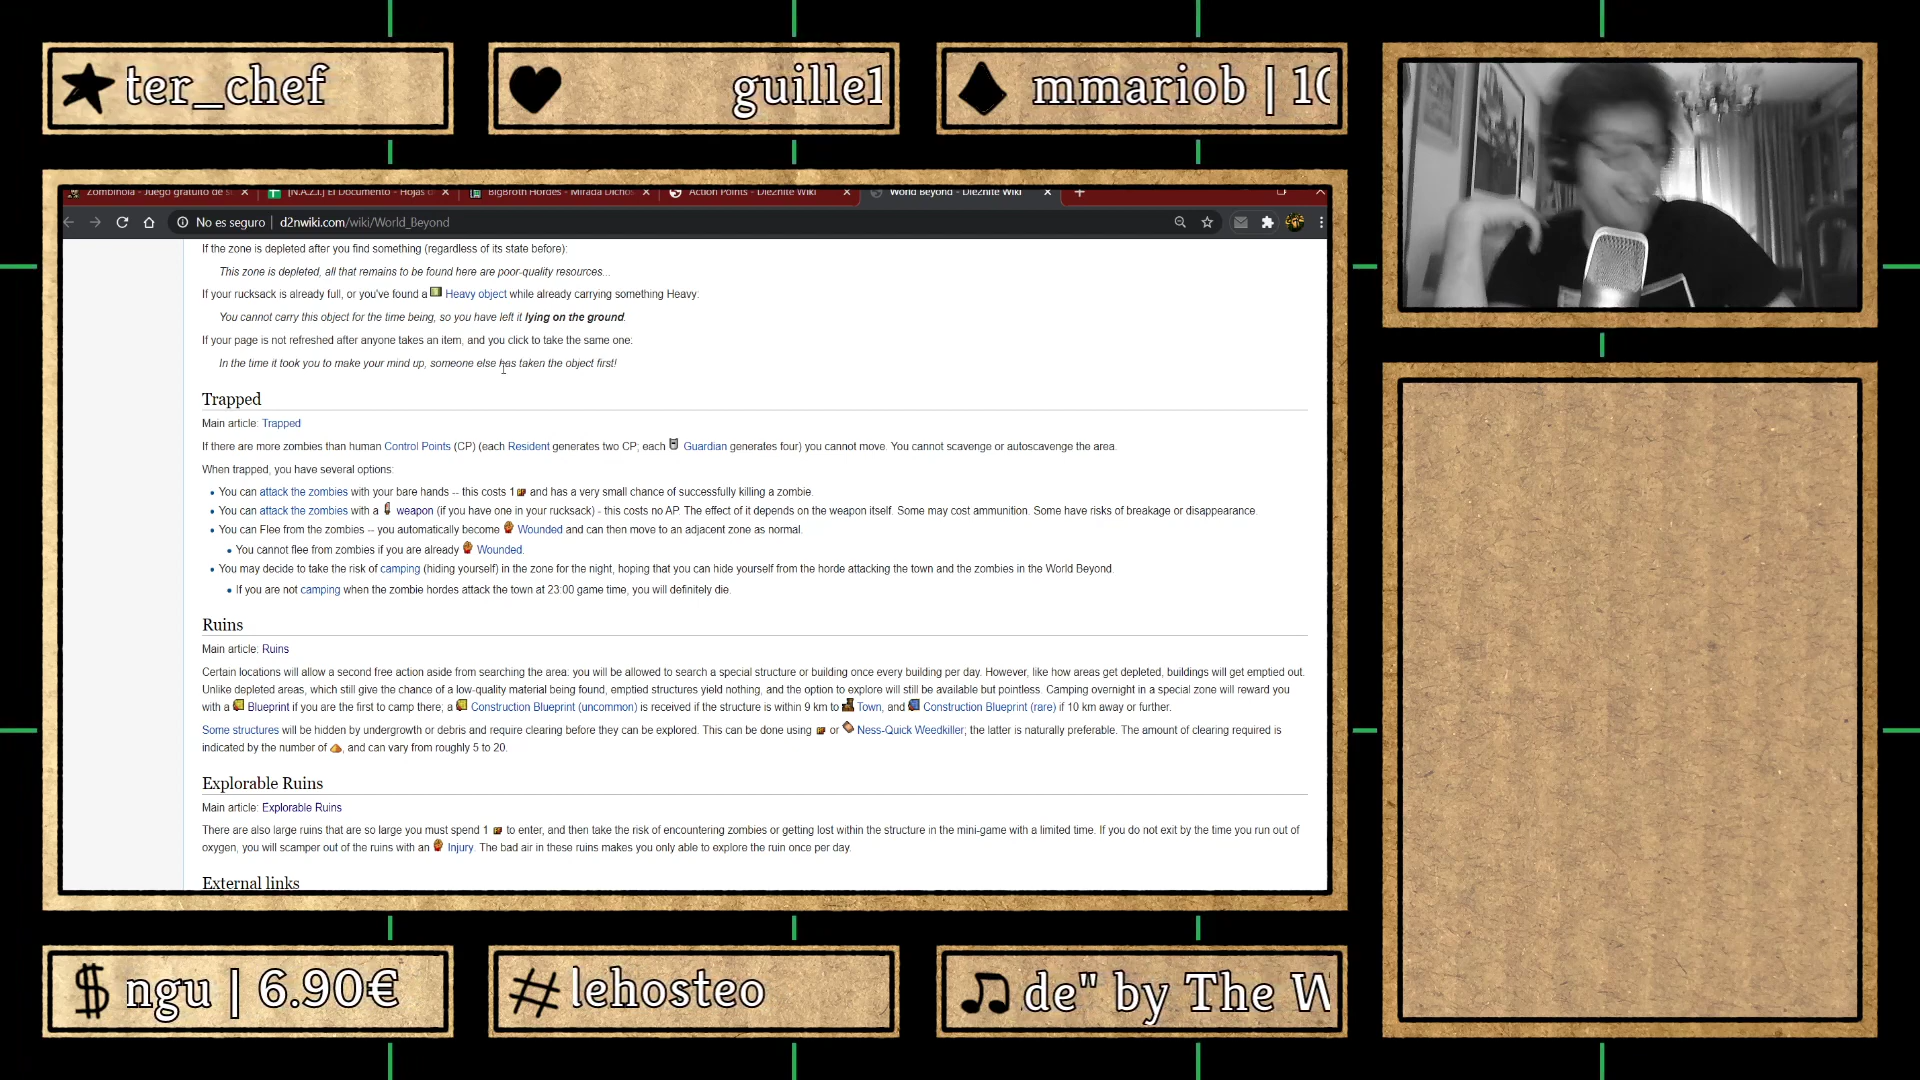 ter_chef
guille1
mmariob | 10
Zombinoia - Juego gratuito de s
[N.A.Z.I.] El Documento - Hojas d
BigBroth Hordes - Mirada Dicho
Action Points - Die2Nite Wiki
World Beyond - Die2Nite Wiki
No es seguro | d2nwiki.com/wiki/World_Beyond
If the zone is depleted after you find something (regardless of its state before):
This zone is depleted, all that remains to be found here are poor-quality resources...
If your rucksack is already full, or you've found a Heavy object while already carrying something Heavy:
You cannot carry this object for the time being, so you have left it lying on the ground.
If your page is not refreshed after anyone takes an item, and you click to take the same one:
In the time it took you to make your mind up, someone else has taken the object first!
Trapped
Main article: Trapped
If there are more zombies than human Control Points (CP) (each Resident generates two CP; each Guardian generates four) you cannot move. You cannot scavenge or autoscavenge the area.
When trapped, you have several options:
You can attack the zombies with your bare hands -- this costs 1 and has a very small chance of successfully killing a zombie.
You can attack the zombies with a weapon (if you have one in your rucksack) - this costs no AP. The effect of it depends on the weapon itself. Some may cost ammunition. Some have risks of breakage or disappearance.
You can Flee from the zombies -- you automatically become Wounded and can then move to an adjacent zone as normal.
You cannot flee from zombies if you are already Wounded.
You may decide to take the risk of camping (hiding yourself) in the zone for the night, hoping that you can hide yourself from the horde attacking the town and the zombies in the World Beyond.
If you are not camping when the zombie hordes attack the town at 23:00 game time, you will definitely die.
Ruins
Main article: Ruins
Certain locations will allow a second free action aside from searching the area: you will be allowed to search a special structure or building once every building per day. However, like how areas get depleted, buildings will get emptied out.
Unlike depleted areas, which still give the chance of a low-quality material being found, emptied structures yield nothing, and the option to explore will still be available but pointless. Camping overnight in a special zone will reward you
with a Blueprint if you are the first to camp there; a Construction Blueprint (uncommon) is received if the structure is within 9 km to Town, and Construction Blueprint (rare) if 10 km away or further.
Some structures will be hidden by undergrowth or debris and require clearing before they can be explored. This can be done using or Ness-Quick Weedkiller; the latter is naturally preferable. The amount of clearing required is
indicated by the number of , and can vary from roughly 5 to 20.
Explorable Ruins
Main article: Explorable Ruins
There are also large ruins that are so large you must spend 1 to enter, and then take the risk of encountering zombies or getting lost within the structure in the mini-game with a limited time. If you do not exit by the time you run out of
oxygen, you will scamper out of the ruins with an Injury. The bad air in these ruins makes you only able to explore the ruin once per day.
External links
$ ngu | 6.90€
# lehosteo
de" by The W